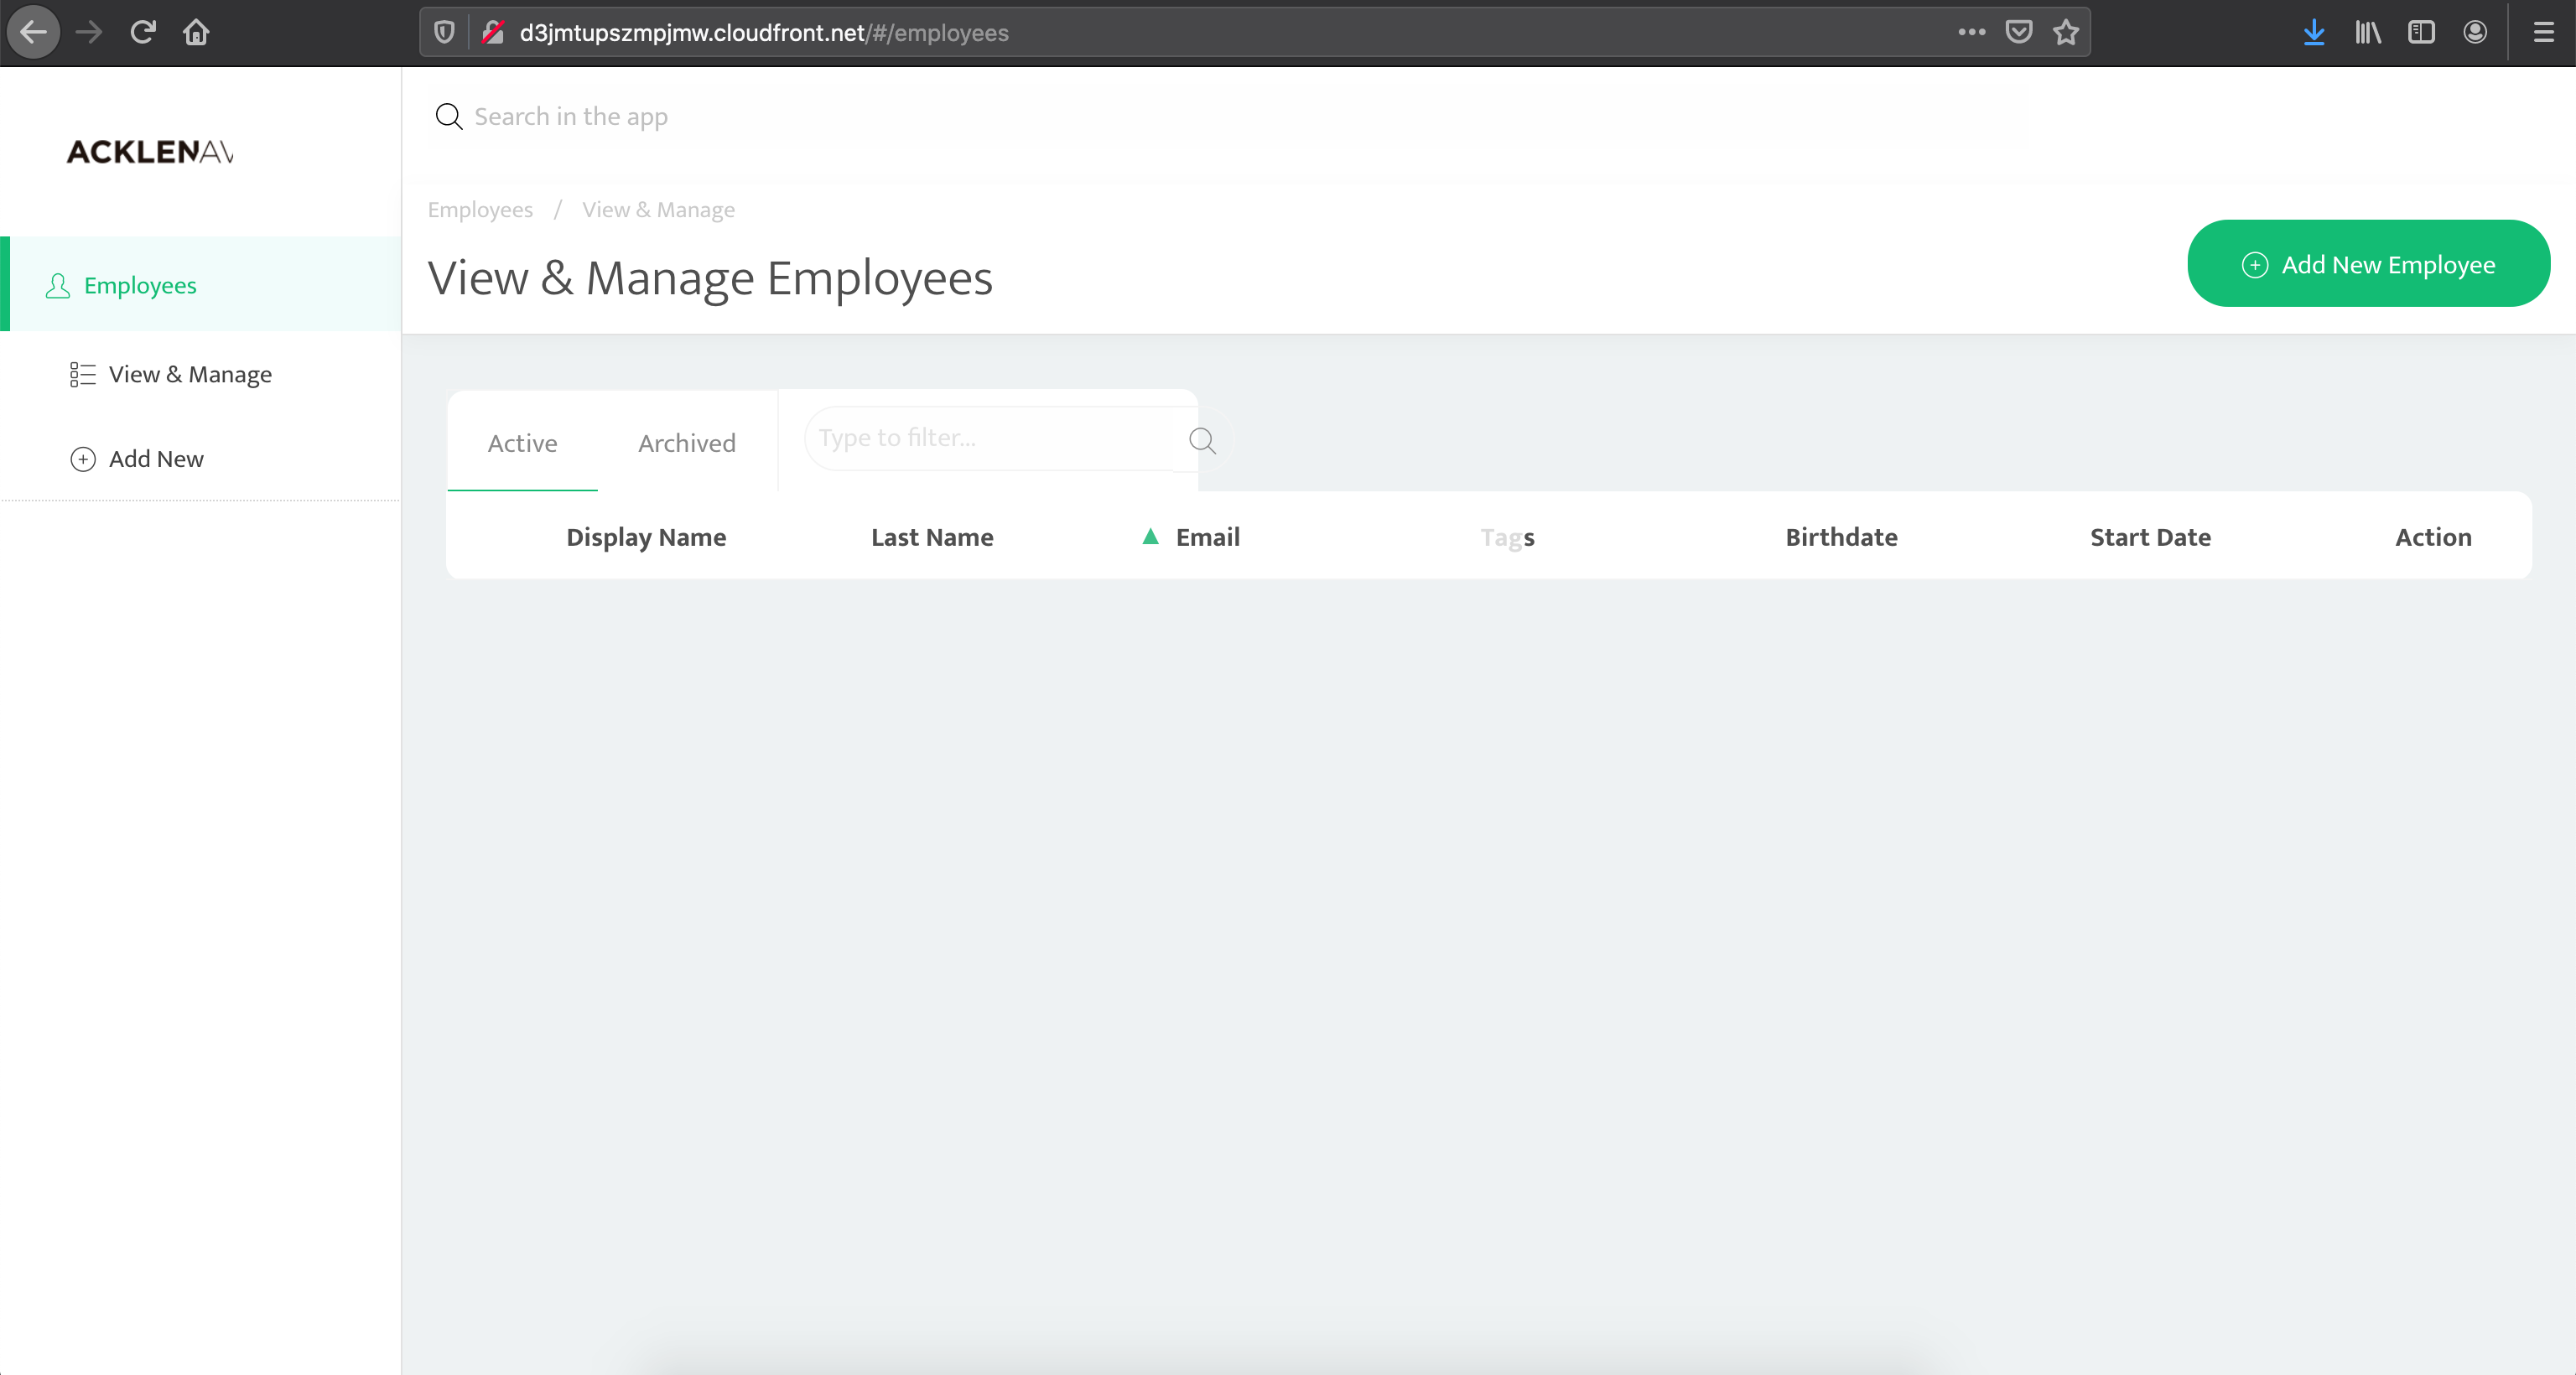 d3jmtupszmpjmw.cloudfront.net/#/employees
ACKLENAV
Search in the app
Employees / View & Manage
View & Manage Employees
Add New Employee
Employees
View & Manage
Add New
Active
Archived
Type to filter...
Display Name
Last Name
Email
Tags
Birthdate
Start Date
Action